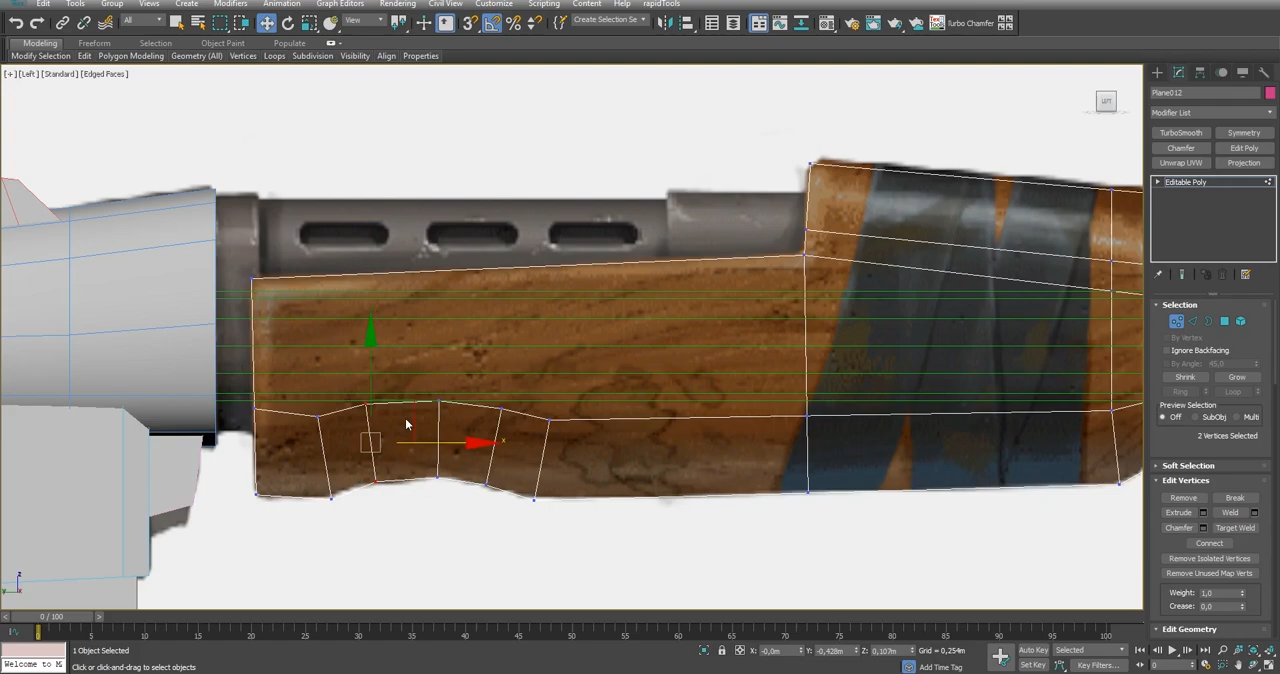 Edit Tools Group Views Create Modifiers Animation Graph Editors Rendering Civil View Customize Scripting Content Help rapidTools
All View Create Selection Se Turbo Chamfer
Modeling Freeform Selection Object Paint Populate
Modify Selection Edit Polygon Modeling Geometry (All) Vertices Loops Subdivision Visibility Align Properties
[+] [Left] [Standard] [Edged Faces]
LEFT
Plane012
Modifier List
TurboSmooth Symmetry
Chamfer Edit Poly
Unwrap UVW Projection
Editable Poly
Selection
By Vertex
Ignore Backfacing
By Angle: 45,0
Shrink Grow
Ring Loop
Preview Selection
Off SubObj Multi
2 Vertices Selected
Soft Selection
Edit Vertices
Remove Break
Extrude Weld
Chamfer Target Weld
Connect
Remove Isolated Vertices
Remove Unused Map Verts
Weight: 1,0
Crease: 0,0
Edit Geometry
x
z
y x
0 / 100
0 5 10 15 20 25 30 35 40 45 50 55 60 65 70 75 80 85 90 95 100
1 Object Selected
X: -0,0m Y: -0,428m Z: 0,107m Grid = 0,254m
Auto Key Selected
Welcome to M
Click or click-and-drag to select objects
Add Time Tag
Set Key Key Filters... 0